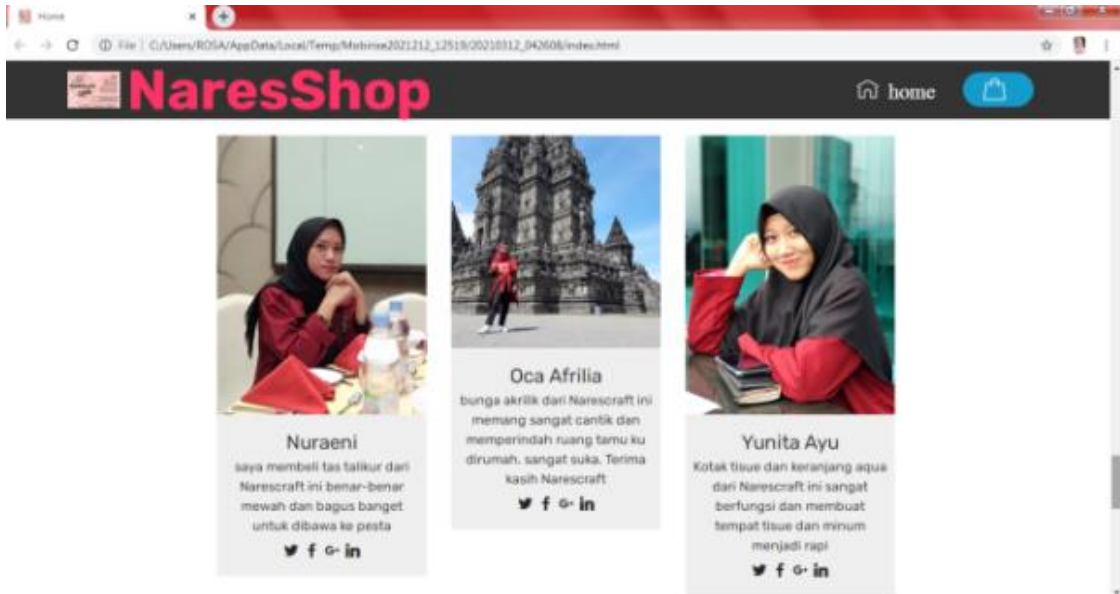 Home
File | C:/Users/ROSA/AppData/Local/Temp/Mobirise2021212_12519/20210312_042608/index.html
NaresShop
home
Nuraeni
saya membeli tas talikur dari
Narescraft ini benar-benar
mewah dan bagus banget
untuk dibawa ke pesta
Oca Afrilia
bunga akrilik dari Narescraft ini
memang sangat cantik dan
memperindah ruang tamu ku
dirumah. sangat suka. Terima
kasih Narescraft
Yunita Ayu
Kotak tisue dan keranjang aqua
dari Narescraft ini sangat
berfungsi dan membuat
tempat tisue dan minum
menjadi rapi